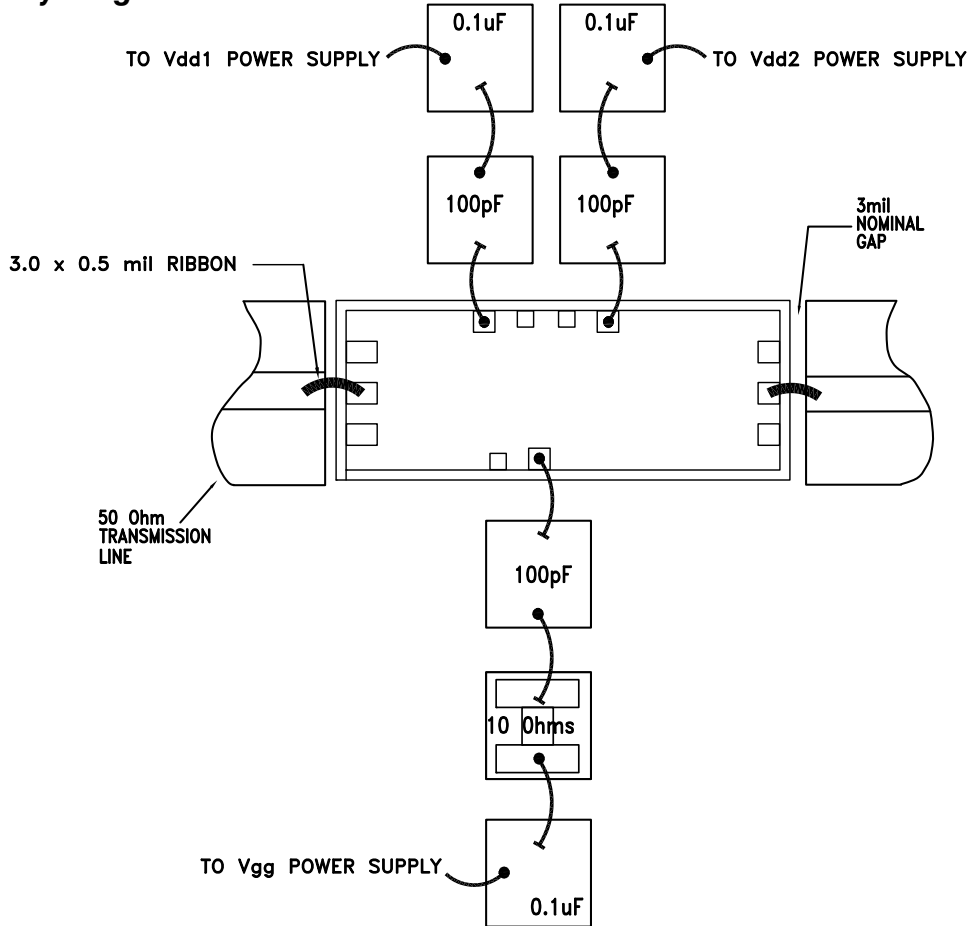 0.1uF
0.1uF
TO Vdd1 POWER SUPPLY
TO Vdd2 POWER SUPPLY
100pF
100pF
3mil
NOMINAL
GAP
3.0 x 0.5 mil RIBBON
50 Ohm
TRANSMISSION
LINE
100pF
10 Ohms
TO Vgg POWER SUPPLY
0.1uF